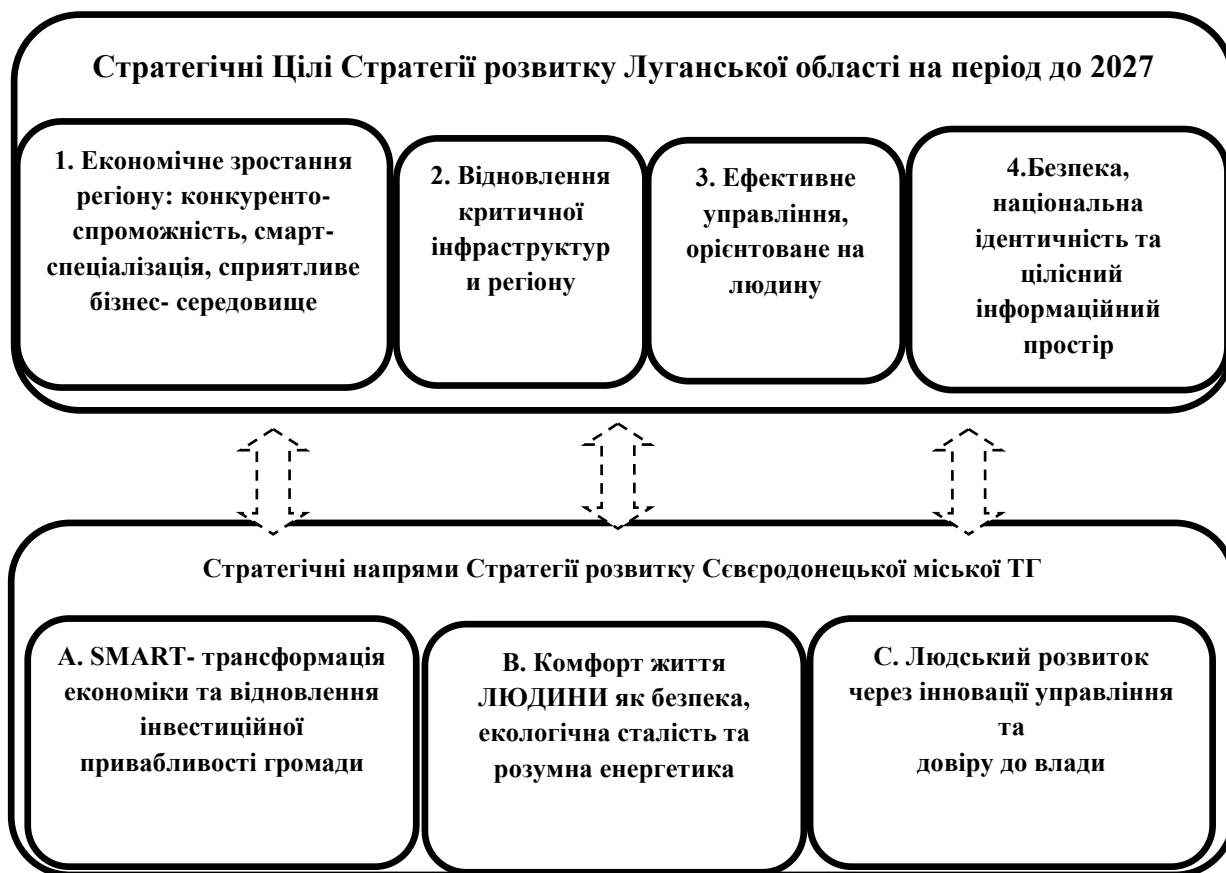 Стратегічні Цілі Стратегії розвитку Луганської області на період до 2027
1. Економічне зростання
регіону: конкуренто-
спроможність, смарт-
спеціалізація, сприятливе
бізнес- середовище
2. Відновлення
критичної
інфраструктур
и регіону
3. Ефективне
управління,
орієнтоване на
людину
4.Безпека,
національна
ідентичність та
цілісний
інформаційний
простір
Стратегічні напрями Стратегії розвитку Сєвєродонецької міської ТГ
A. SMART- трансформація
економіки та відновлення
інвестиційної
привабливості громади
B. Комфорт життя
ЛЮДИНИ як безпека,
екологічна сталість та
розумна енергетика
C. Людський розвиток
через інновації управління
та
довіру до влади